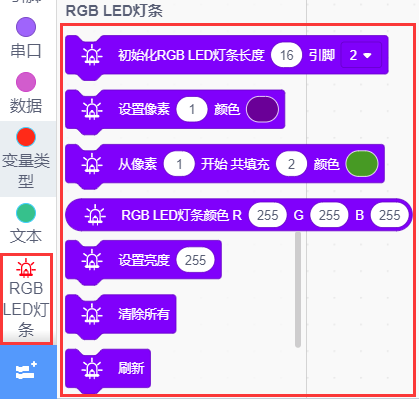 引脚
RGB LED灯条
串口
数据
变量类
型
文本
RGB
LED灯
条
初始化RGB LED灯条长度 16 引脚 2
设置像素 1 颜色
从像素 1 开始 共填充 2 颜色
RGB LED灯条颜色 R 255 G 255 B 255
设置亮度 255
清除所有
刷新